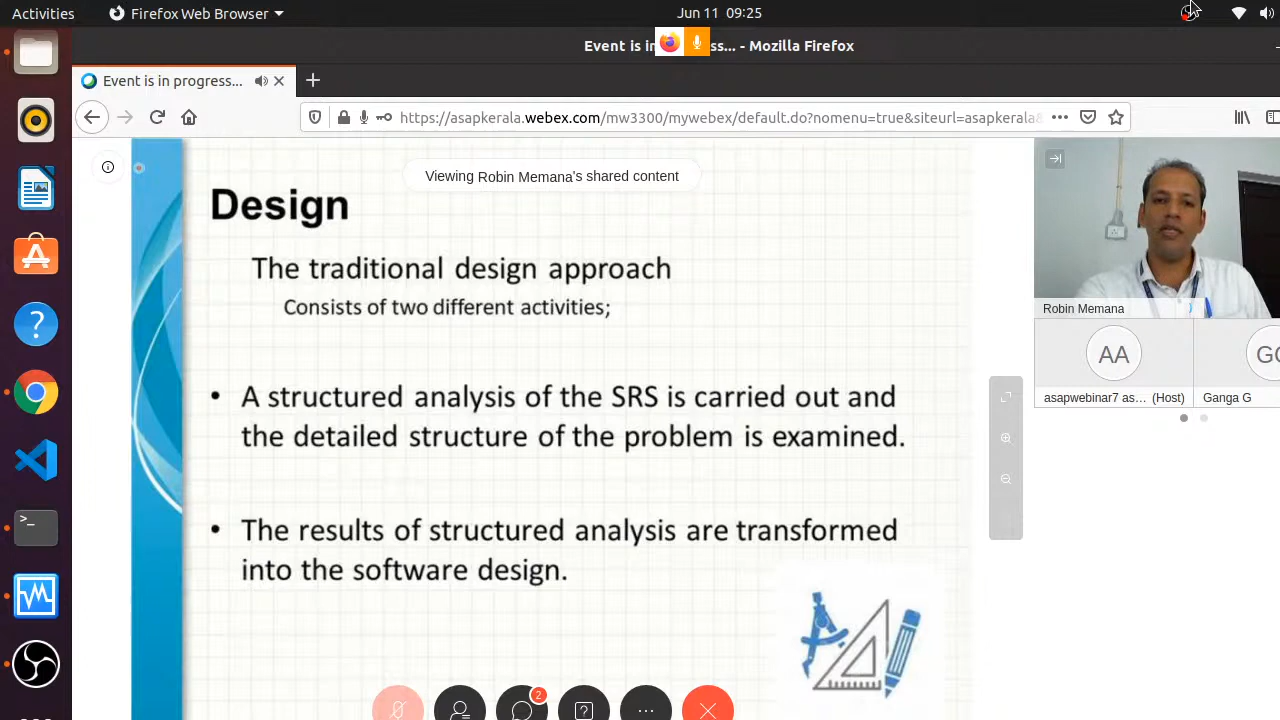 Activities
Firefox Web Browser
Jun 11 09:25
Event is in ss... - Mozilla Firefox
Event is in progress...
https://asapkerala.webex.com/mw3300/mywebex/default.do?nomenu=true&siteurl=asapkerala&
Viewing Robin Memana's shared content
Design
The traditional design approach
Consists of two different activities;
• A structured analysis of the SRS is carried out and
the detailed structure of the problem is examined.
• The results of structured analysis are transformed
into the software design.
Robin Memana
AA
GG
asapwebinar7 as... (Host)
Ganga G
2